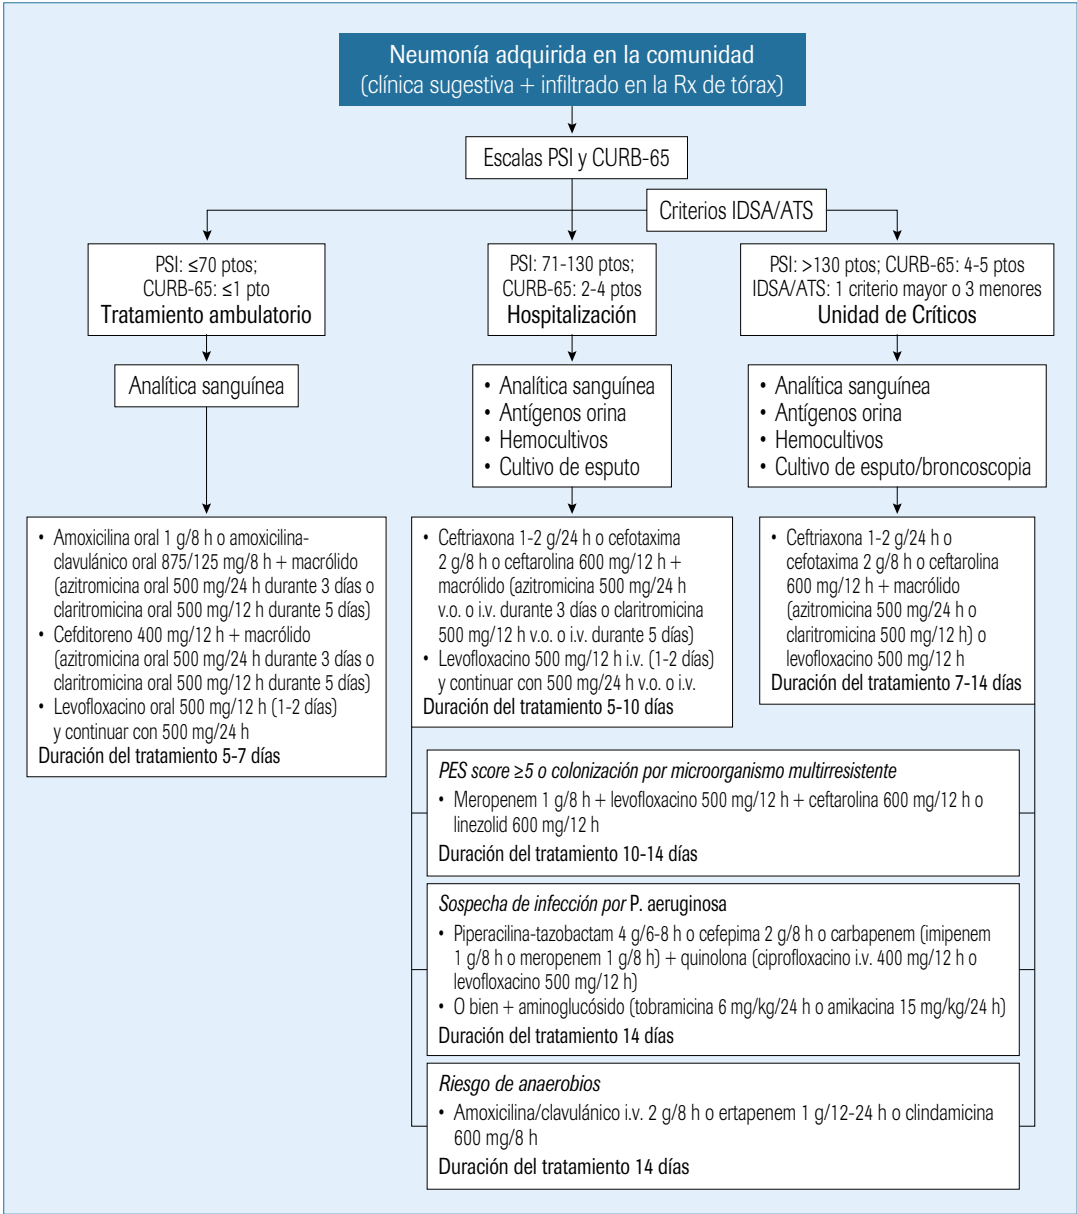 Neumonía adquirida en la comunidad
(clínica sugestiva + infiltrado en la Rx de tórax)
Escalas PSI y CURB-65
Criterios IDSA/ATS
PSI: ≤70 ptos;
CURB-65: ≤1 pto
Tratamiento ambulatorio
PSI: 71-130 ptos;
CURB-65: 2-4 ptos
Hospitalización
PSI: >130 ptos; CURB-65: 4-5 ptos
IDSA/ATS: 1 criterio mayor o 3 menores
Unidad de Críticos
Analítica sanguínea
• Analítica sanguínea
• Antígenos orina
• Hemocultivos
• Cultivo de esputo
• Analítica sanguínea
• Antígenos orina
• Hemocultivos
• Cultivo de esputo/broncoscopia
• Amoxicilina oral 1 g/8 h o amoxicilina-
clavulánico oral 875/125 mg/8 h + macrólido
(azitromicina oral 500 mg/24 h durante 3 días o
claritromicina oral 500 mg/12 h durante 5 días)
• Cefditoreno 400 mg/12 h + macrólido
(azitromicina oral 500 mg/24 h durante 3 días o
claritromicina oral 500 mg/12 h durante 5 días)
• Levofloxacino oral 500 mg/12 h (1-2 días)
y continuar con 500 mg/24 h
Duración del tratamiento 5-7 días
• Ceftriaxona 1-2 g/24 h o cefotaxima
2 g/8 h o ceftarolina 600 mg/12 h +
macrólido (azitromicina 500 mg/24 h
v.o. o i.v. durante 3 días o claritromicina
500 mg/12 h v.o. o i.v. durante 5 días)
• Levofloxacino 500 mg/12 h i.v. (1-2 días)
y continuar con 500 mg/24 h v.o. o i.v.
Duración del tratamiento 5-10 días
• Ceftriaxona 1-2 g/24 h o
cefotaxima 2 g/8 h o ceftarolina
600 mg/12 h + macrólido
(azitromicina 500 mg/24 h o
claritromicina 500 mg/12 h) o
levofloxacino 500 mg/12 h
Duración del tratamiento 7-14 días
PES score ≥5 o colonización por microorganismo multirresistente
• Meropenem 1 g/8 h + levofloxacino 500 mg/12 h + ceftarolina 600 mg/12 h o
linezolid 600 mg/12 h
Duración del tratamiento 10-14 días
Sospecha de infección por P. aeruginosa
• Piperacilina-tazobactam 4 g/6-8 h o cefepima 2 g/8 h o carbapenem (imipenem
1 g/8 h o meropenem 1 g/8 h) + quinolona (ciprofloxacino i.v. 400 mg/12 h o
levofloxacino 500 mg/12 h)
• O bien + aminoglucósido (tobramicina 6 mg/kg/24 h o amikacina 15 mg/kg/24 h)
Duración del tratamiento 14 días
Riesgo de anaerobios
• Amoxicilina/clavulánico i.v. 2 g/8 h o ertapenem 1 g/12-24 h o clindamicina
600 mg/8 h
Duración del tratamiento 14 días